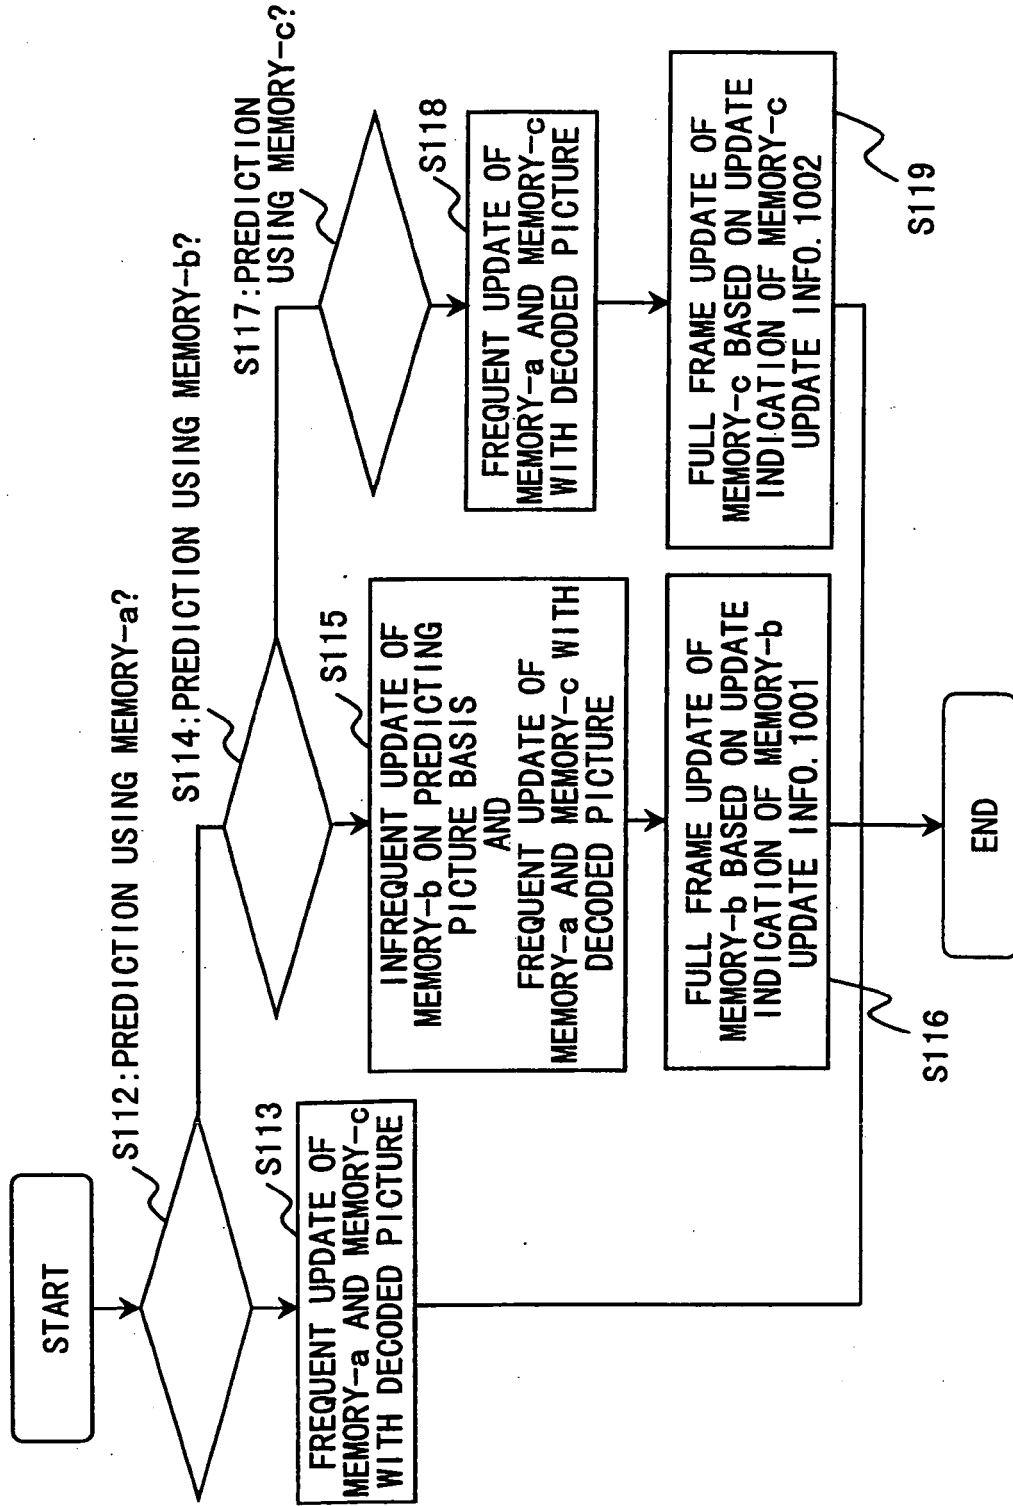 START
S112:PREDICTION USING MEMORY-a?
S113
FREQUENT UPDATE OF
MEMORY-a AND MEMORY-c
WITH DECODED PICTURE
S114:PREDICTION USING MEMORY-b?
S115
INFREQUENT UPDATE OF
MEMORY-b ON PREDICTING
PICTURE BASIS
AND
FREQUENT UPDATE OF
MEMORY-a AND MEMORY-c WITH
DECODED PICTURE
FULL FRAME UPDATE OF
MEMORY-b BASED ON UPDATE
INDICATION OF MEMORY-b
UPDATE INFO.1001
S116
S117:PREDICTION
USING MEMORY-c?
S118
FREQUENT UPDATE OF
MEMORY-a AND MEMORY-c
WITH DECODED PICTURE
FULL FRAME UPDATE OF
MEMORY-c BASED ON UPDATE
INDICATION OF MEMORY-c
UPDATE INFO.1002
S119
END